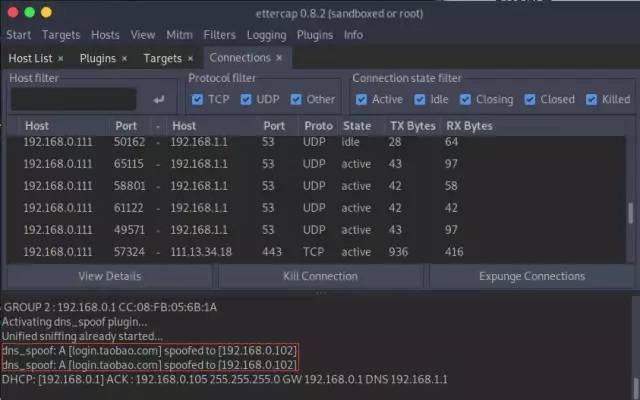 ettercap 0.8.2 (sandboxed or root)
Start Targets Hosts View Mitm Filters Logging Plugins Info
Host List × Plugins × Targets × Connections ×
Host filter Protocol filter Connection state filter
TCP UDP Other Active Idle Closing Closed Killed
Host Port - Host Port Proto State TX Bytes RX Bytes
192.168.0.111 50162 - 192.168.1.1 53 UDP idle 28 64
192.168.0.111 65115 - 192.168.1.1 53 UDP active 43 97
192.168.0.111 58801 - 192.168.1.1 53 UDP active 42 58
192.168.0.111 61122 - 192.168.1.1 53 UDP active 42 42
192.168.0.111 49571 - 192.168.1.1 53 UDP active 43 97
192.168.0.111 57324 - 111.13.34.18 443 TCP active 936 416
View Details Kill Connection Expunge Connections
GROUP 2 : 192.168.0.1 CC:08:FB:05:6B:1A
Activating dns_spoof plugin...
Unified sniffing already started...
dns_spoof: A [login.taobao.com] spoofed to [192.168.0.102]
dns_spoof: A [login.taobao.com] spoofed to [192.168.0.102]
DHCP: [192.168.0.1] ACK : 192.168.0.105 255.255.255.0 GW 192.168.0.1 DNS 192.168.1.1